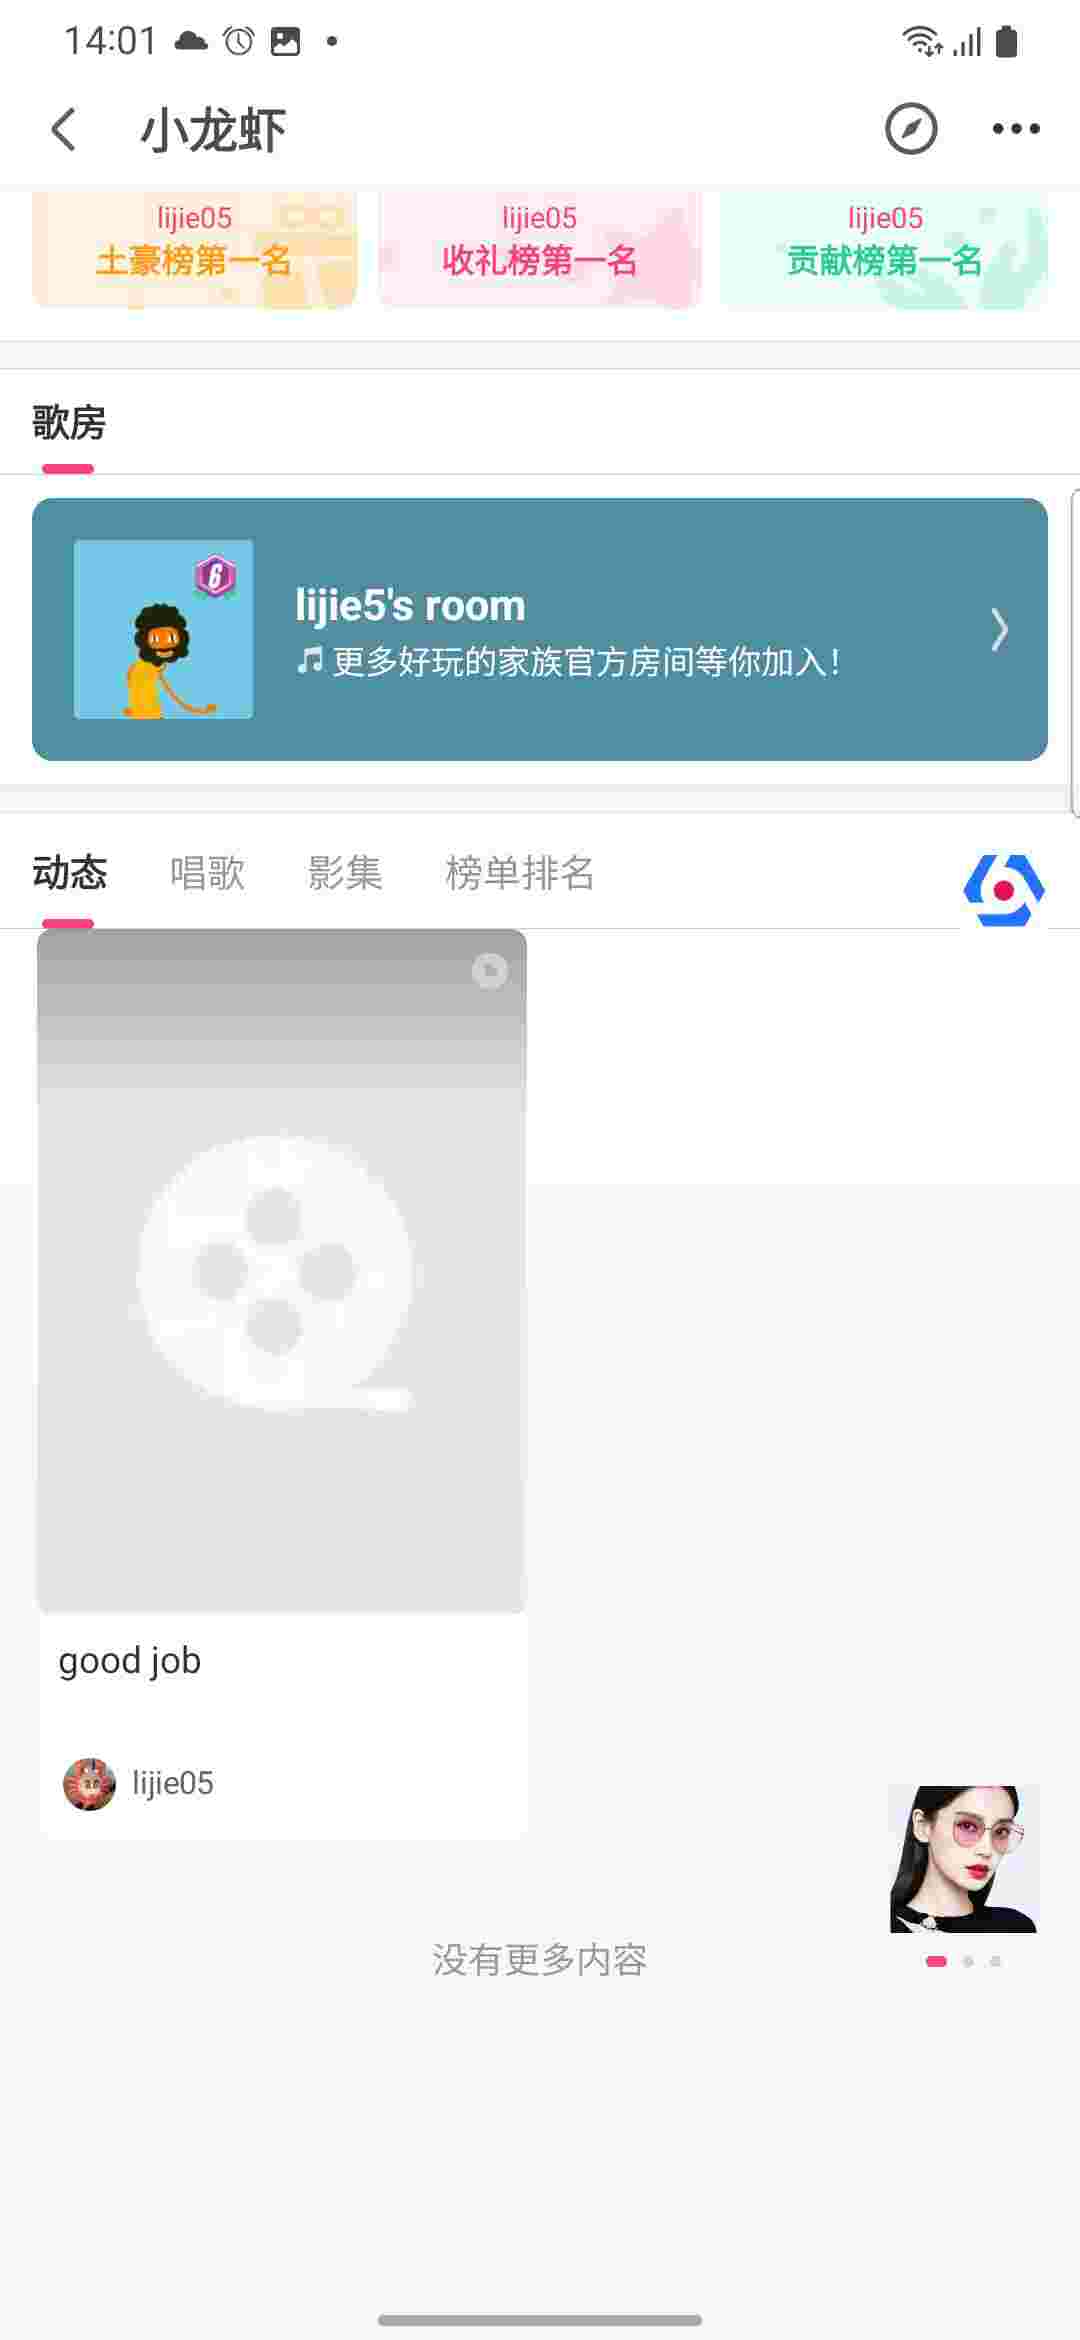 14:01
小龙虾
lijie05
土豪榜第一名
lijie05
收礼榜第一名
lijie05
贡献榜第一名
歌房
6
lijie5's room
更多好玩的家族官方房间等你加入！
动态 唱歌 影集 榜单排名
good job
lijie05
没有更多内容